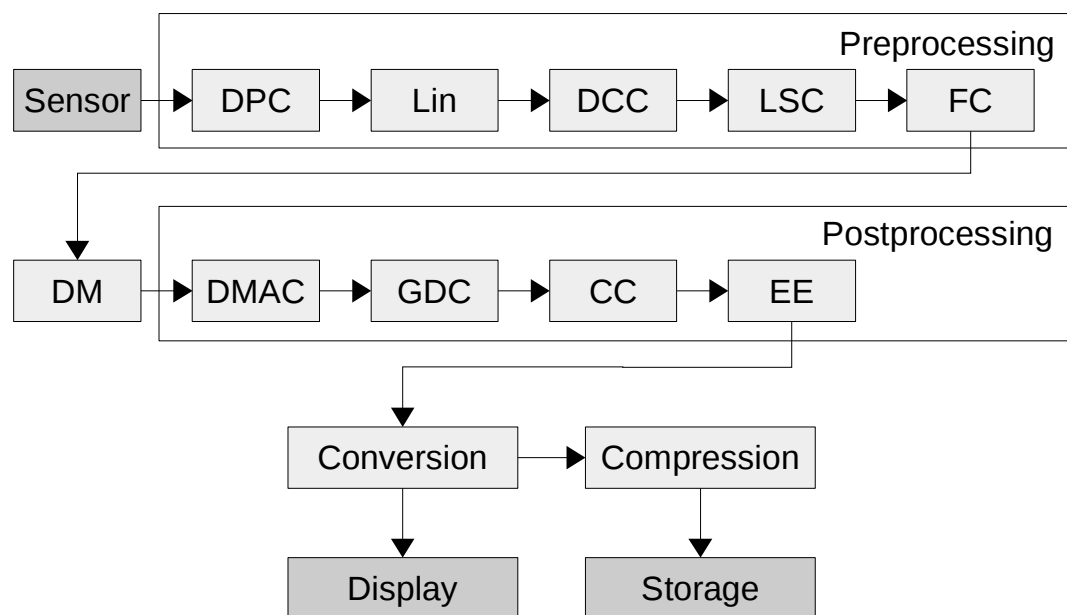 Preprocessing
Sensor
DPC
Lin
DCC
LSC
FC
Postprocessing
DM
DMAC
GDC
CC
EE
Conversion
Compression
Display
Storage